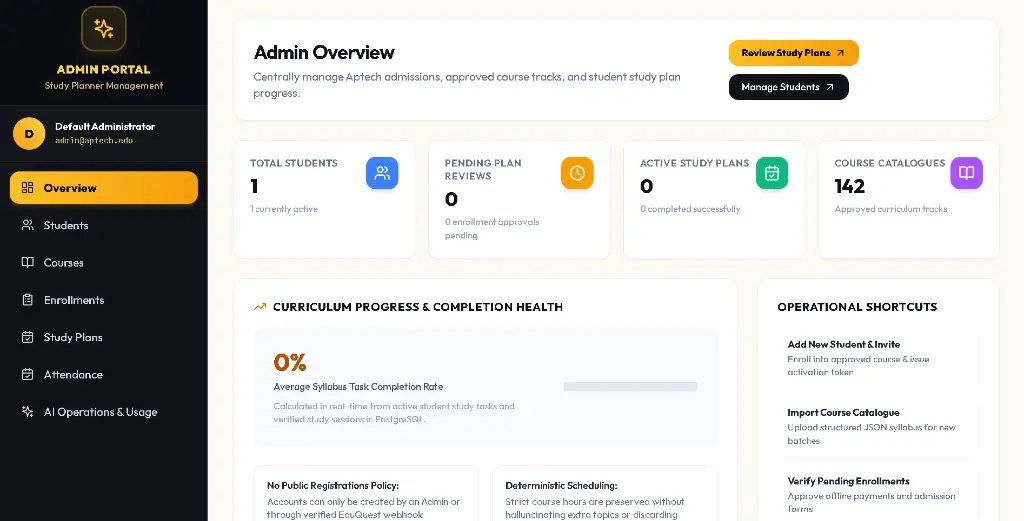 ADMIN PORTAL
Study Planner Management
D
Default Administrator
admin@aptech.edu
Overview
Students
Courses
Enrollments
Study Plans
Attendance
AI Operations & Usage
Admin Overview
Centrally manage Aptech admissions, approved course tracks, and student study plan
progress.
Review Study Plans
Manage Students
TOTAL STUDENTS
1
1 currently active
PENDING PLAN
REVIEWS
0
0 enrollment approvals
pending
ACTIVE STUDY PLANS
0
0 completed successfully
COURSE CATALOGUES
142
Approved curriculum tracks
CURRICULUM PROGRESS & COMPLETION HEALTH
0%
Average Syllabus Task Completion Rate
Calculated in real-time from active student study tasks and
verified study sessions in PostgreSQL.
No Public Registrations Policy:
Accounts can only be created by an Admin or
through verified EduQuest webhook
Deterministic Scheduling:
Strict course hours are preserved without
hallucinating extra topics or discarding
OPERATIONAL SHORTCUTS
Add New Student & Invite
Enroll into approved course & issue
activation token
Import Course Catalogue
Upload structured JSON syllabus for new
batches
Verify Pending Enrollments
Approve offline payments and admission
forms